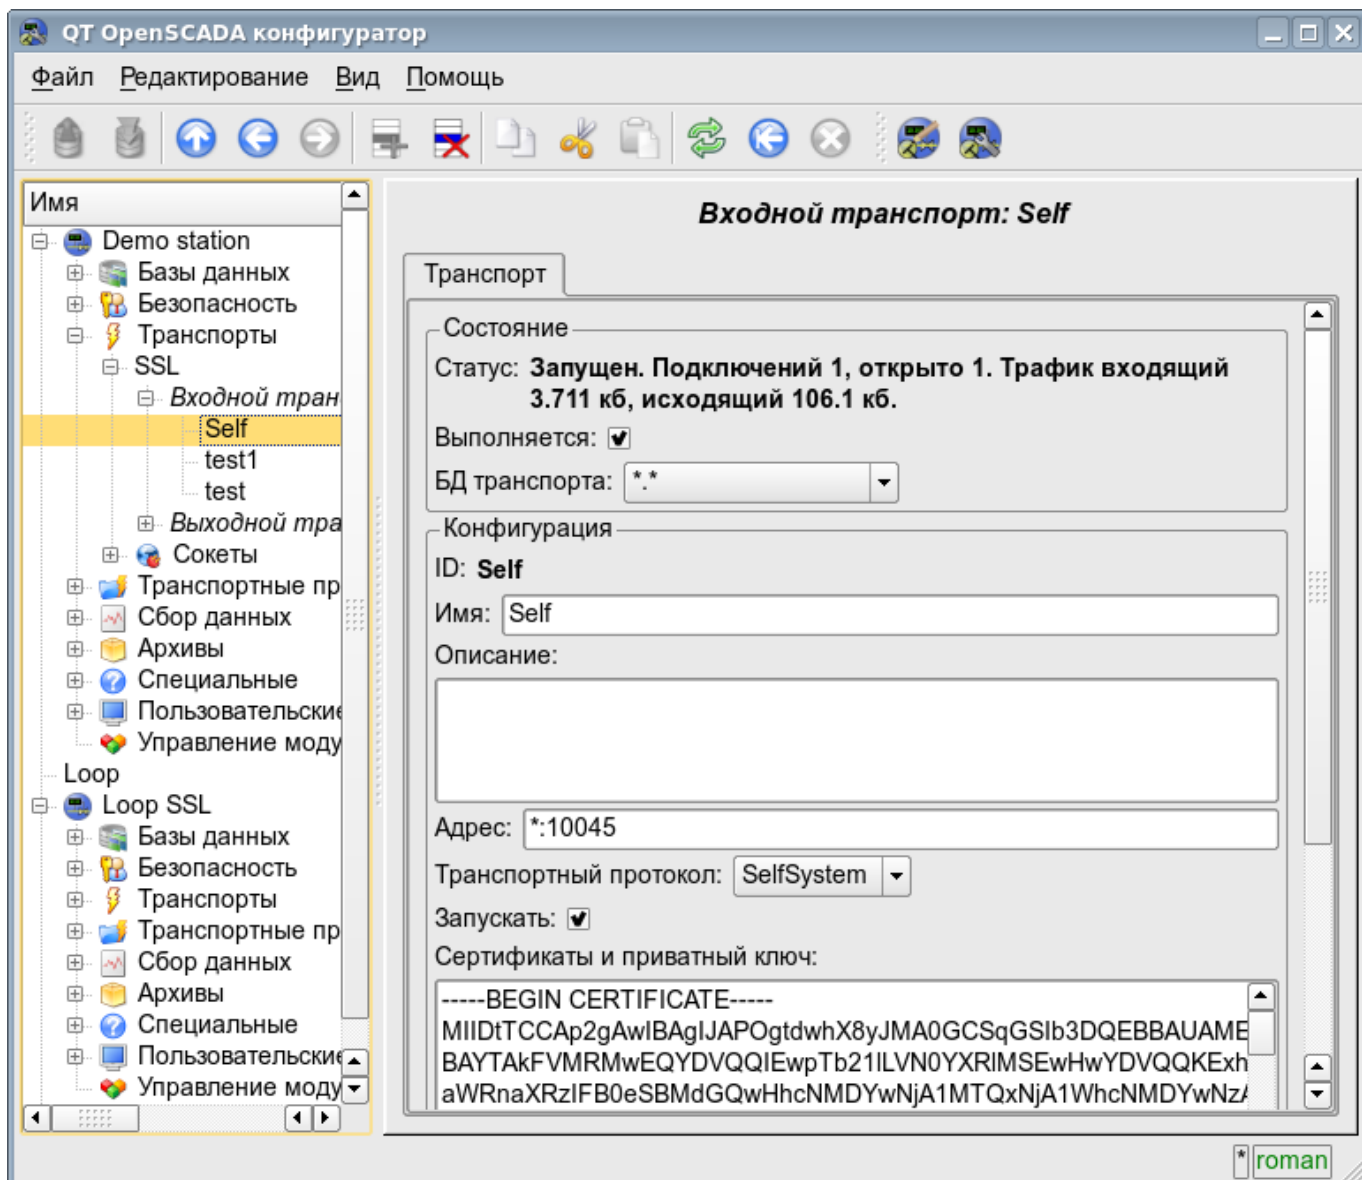 QT OpenSCADA конфигуратор
Файл Редактирование Вид Помощь
Имя
Demo station
Базы данных
Безопасность
Транспорты
SSL
Входной тран
Self
test1
test
Выходной тра
Сокеты
Транспортные пр
Сбор данных
Архивы
Специальные
Пользовательские
Управление моду
Loop
Loop SSL
Базы данных
Безопасность
Транспорты
Транспортные пр
Сбор данных
Архивы
Специальные
Пользовательские
Управление моду
Входной транспорт: Self
Транспорт
Состояние
Статус: Запущен. Подключений 1, открыто 1. Трафик входящий
3.711 кб, исходящий 106.1 кб.
Выполняется:
БД транспорта: *.*
Конфигурация
ID: Self
Имя: Self
Описание:
Адрес: *:10045
Транспортный протокол: SelfSystem
Запускать:
Сертификаты и приватный ключ:
-----BEGIN CERTIFICATE-----
MIIDtTCCAp2gAwIBAgIJAPOgtdwhX8yJMA0GCSqGSIb3DQEBBAUAME
BAYTAkFVMRMwEQYDVQQIEwpTb21lLVN0YXRlMSEwHwYDVQQKExh
aWRnaXRzIFB0eSBMdGQwHhcNMDYwNjA1MTQxNjA1WhcNMDYwNzA
* roman